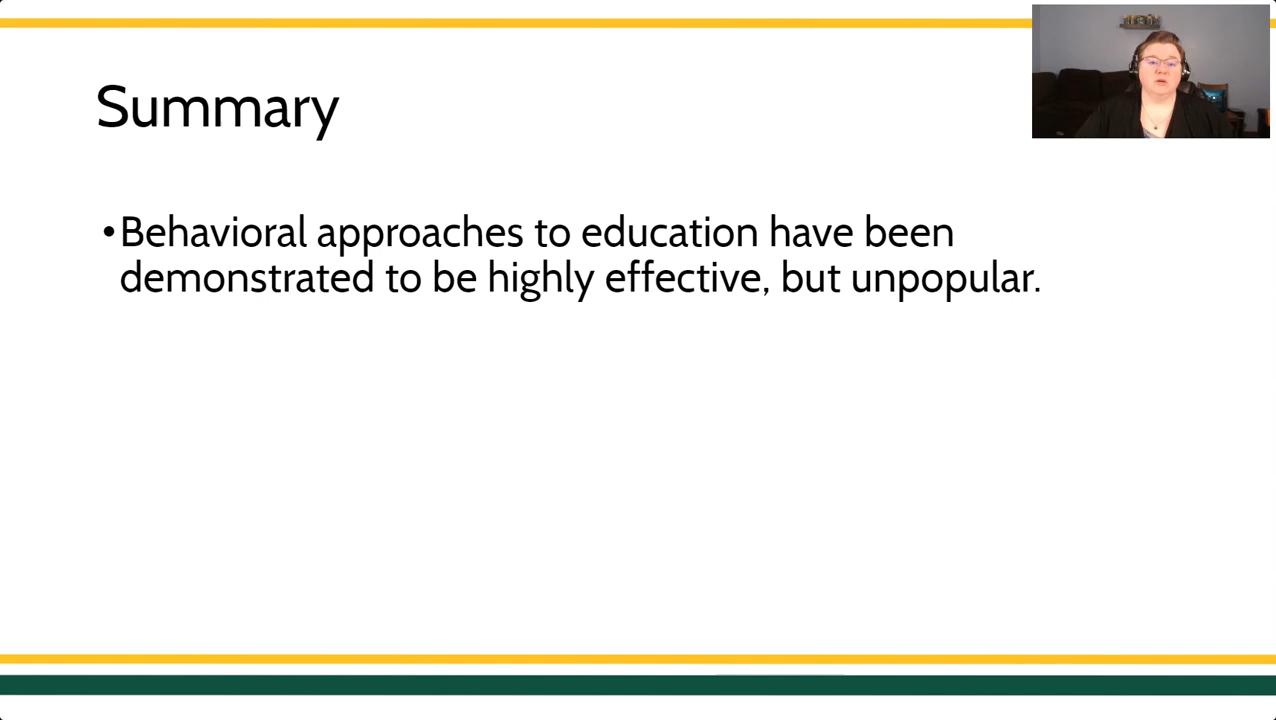 Summary
•Behavioral approaches to education have been
demonstrated to be highly effective, but unpopular.